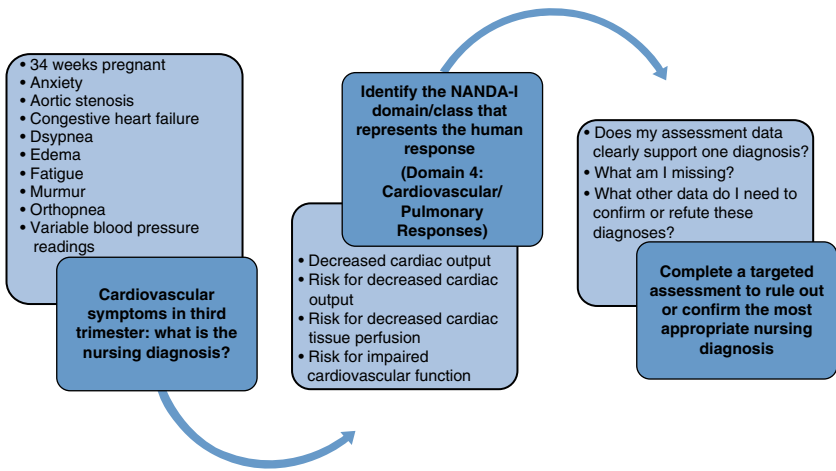 • 34 weeks pregnant
• Anxiety
• Aortic stenosis
• Congestive heart failure
• Dsypnea
• Edema
• Fatigue
• Murmur
• Orthopnea
• Variable blood pressure
readings
Cardiovascular
symptoms in third
trimester: what is the
nursing diagnosis?
Identify the NANDA-I
domain/class that
represents the human
response
(Domain 4:
Cardiovascular/
Pulmonary
Responses)
• Decreased cardiac output
• Risk for decreased cardiac
output
• Risk for decreased cardiac
tissue perfusion
• Risk for impaired
cardiovascular function
• Does my assessment data
clearly support one diagnosis?
• What am I missing?
• What other data do I need to
confirm or refute these
diagnoses?
Complete a targeted
assessment to rule out
or confirm the most
appropriate nursing
diagnosis